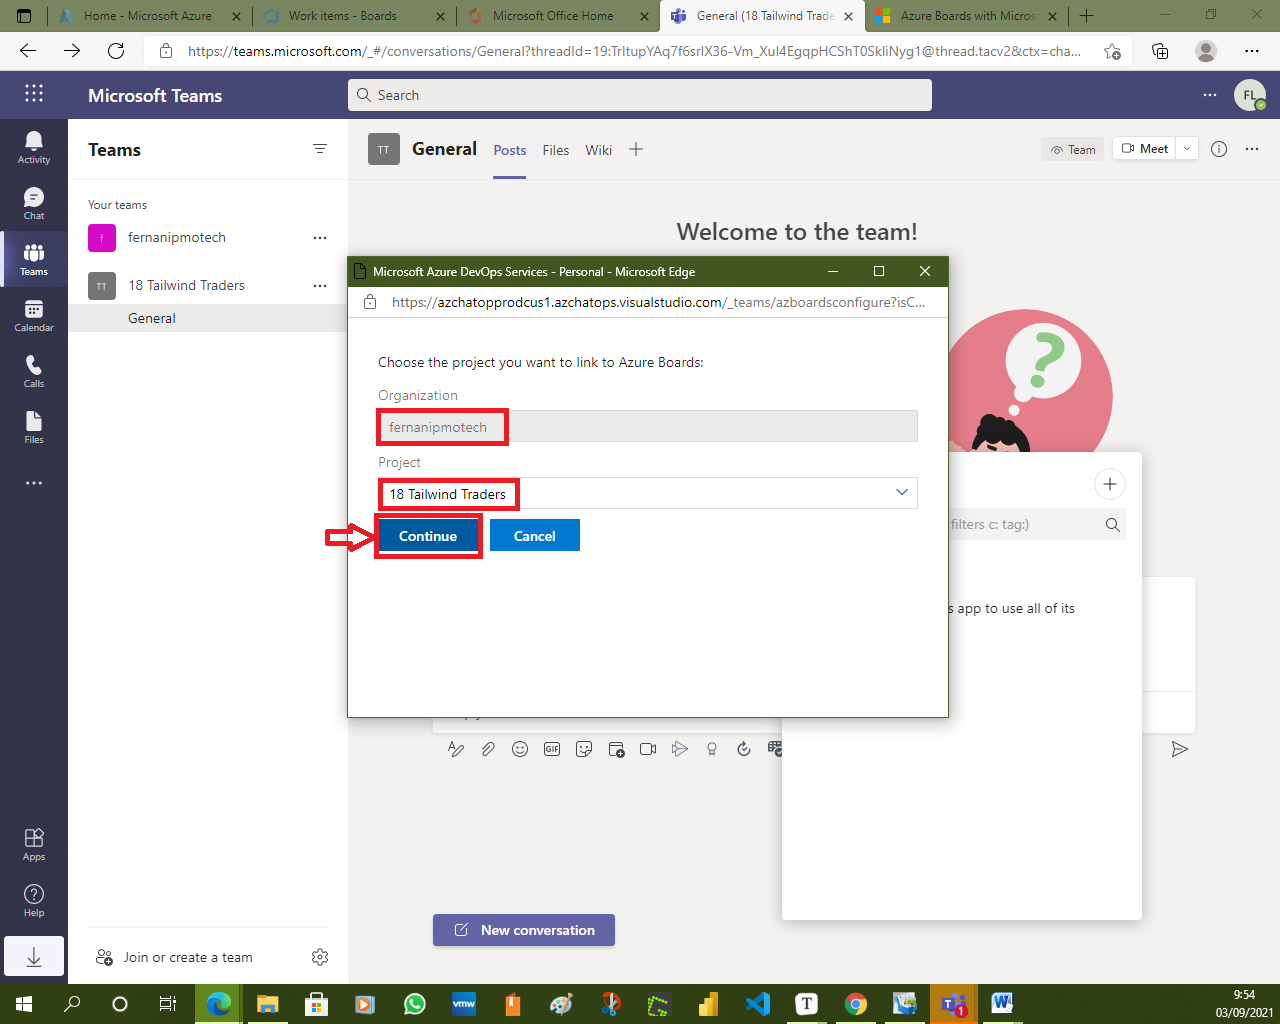 Home - Microsoft Azure
Work items - Boards
Microsoft Office Home
General (18 Tailwind Trade
Azure Boards with Micros
https://teams.microsoft.com/_#/conversations/General?threadId=19:TrItupYAq7f6srlX36-Vm_Xul4EgqpHCShT0SkIiNyg1@thread.tacv2&ctx=cha...
Microsoft Teams
Search
FL
Activity
Chat
Teams
Calendar
Calls
Files
Apps
Help
Teams
Your teams
f
fernanipmotech
TT
18 Tailwind Traders
General
Join or create a team
TT
General
Posts
Files
Wiki
Team
Meet
Welcome to the team!
Microsoft Azure DevOps Services - Personal - Microsoft Edge
https://azchatopprodcus1.azchatops.visualstudio.com/_teams/azboardsconfigure?isC...
Choose the project you want to link to Azure Boards:
Organization
fernanipmotech
Project
18 Tailwind Traders
Continue
Cancel
filters c: tag:)
app to use all of its
GIF
New conversation
vmw
T
1
9:54
03/09/2021